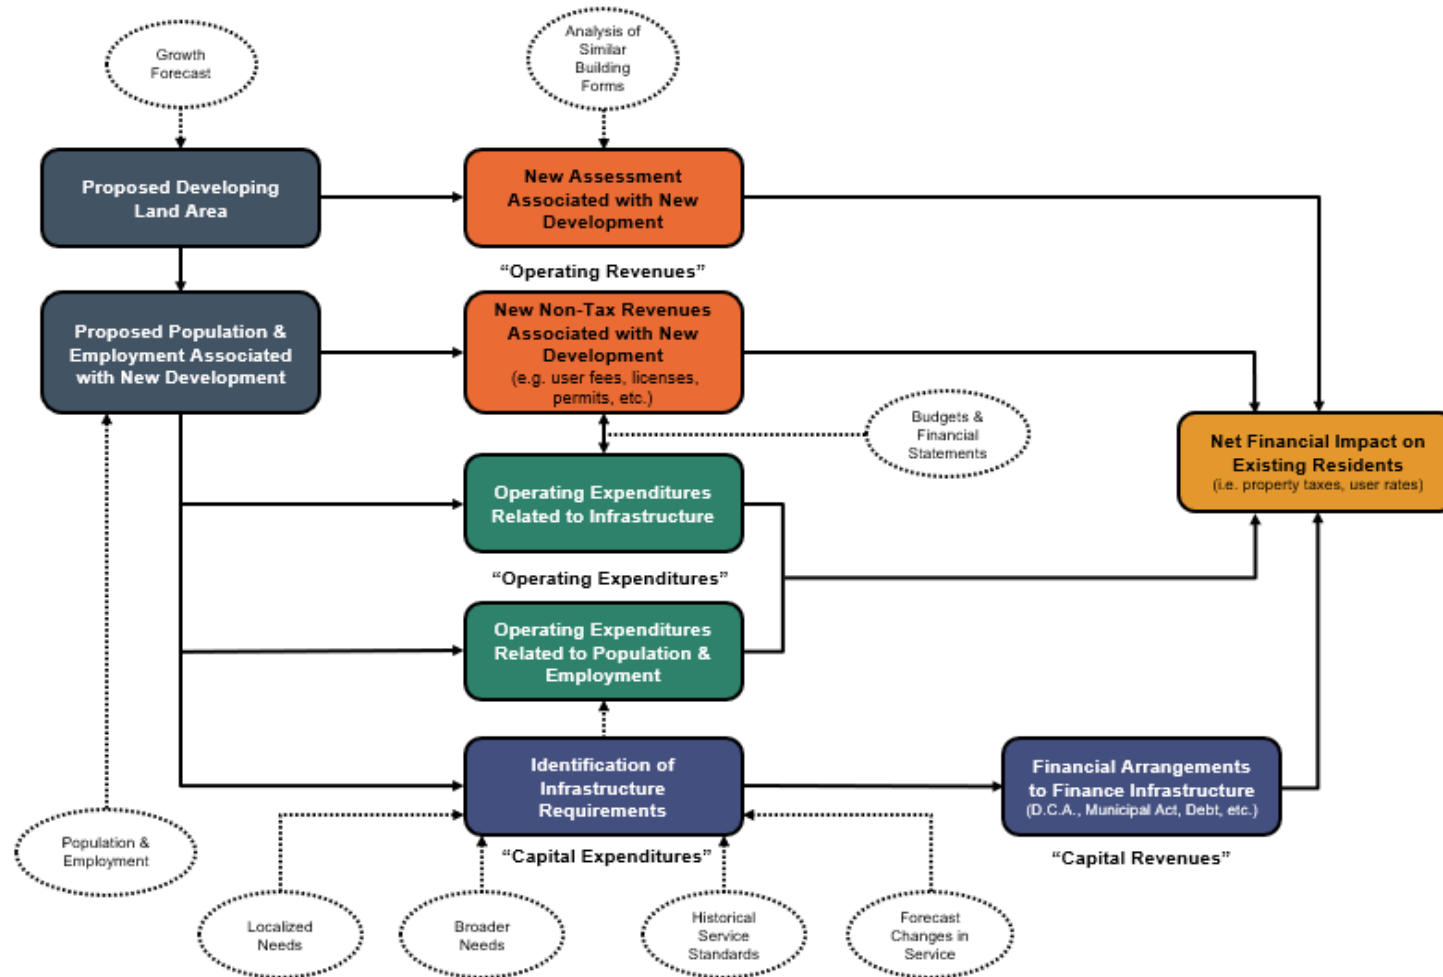 Growth
Forecast
Analysis of
Similar
Building
Forms
Proposed Developing
Land Area
New Assessment
Associated with New
Development
“Operating Revenues”
Proposed Population &
Employment Associated
with New Development
New Non-Tax Revenues
Associated with New
Development
(e.g. user fees, licenses,
permits, etc.)
Budgets &
Financial
Statements
Net Financial Impact on
Existing Residents
(i.e. property taxes, user rates)
Operating Expenditures
Related to Infrastructure
“Operating Expenditures”
Operating Expenditures
Related to Population &
Employment
Identification of
Infrastructure
Requirements
“Capital Expenditures”
Financial Arrangements
to Finance Infrastructure
(D.C.A., Municipal Act, Debt, etc.)
“Capital Revenues”
Population &
Employment
Localized
Needs
Broader
Needs
Historical
Service
Standards
Forecast
Changes in
Service